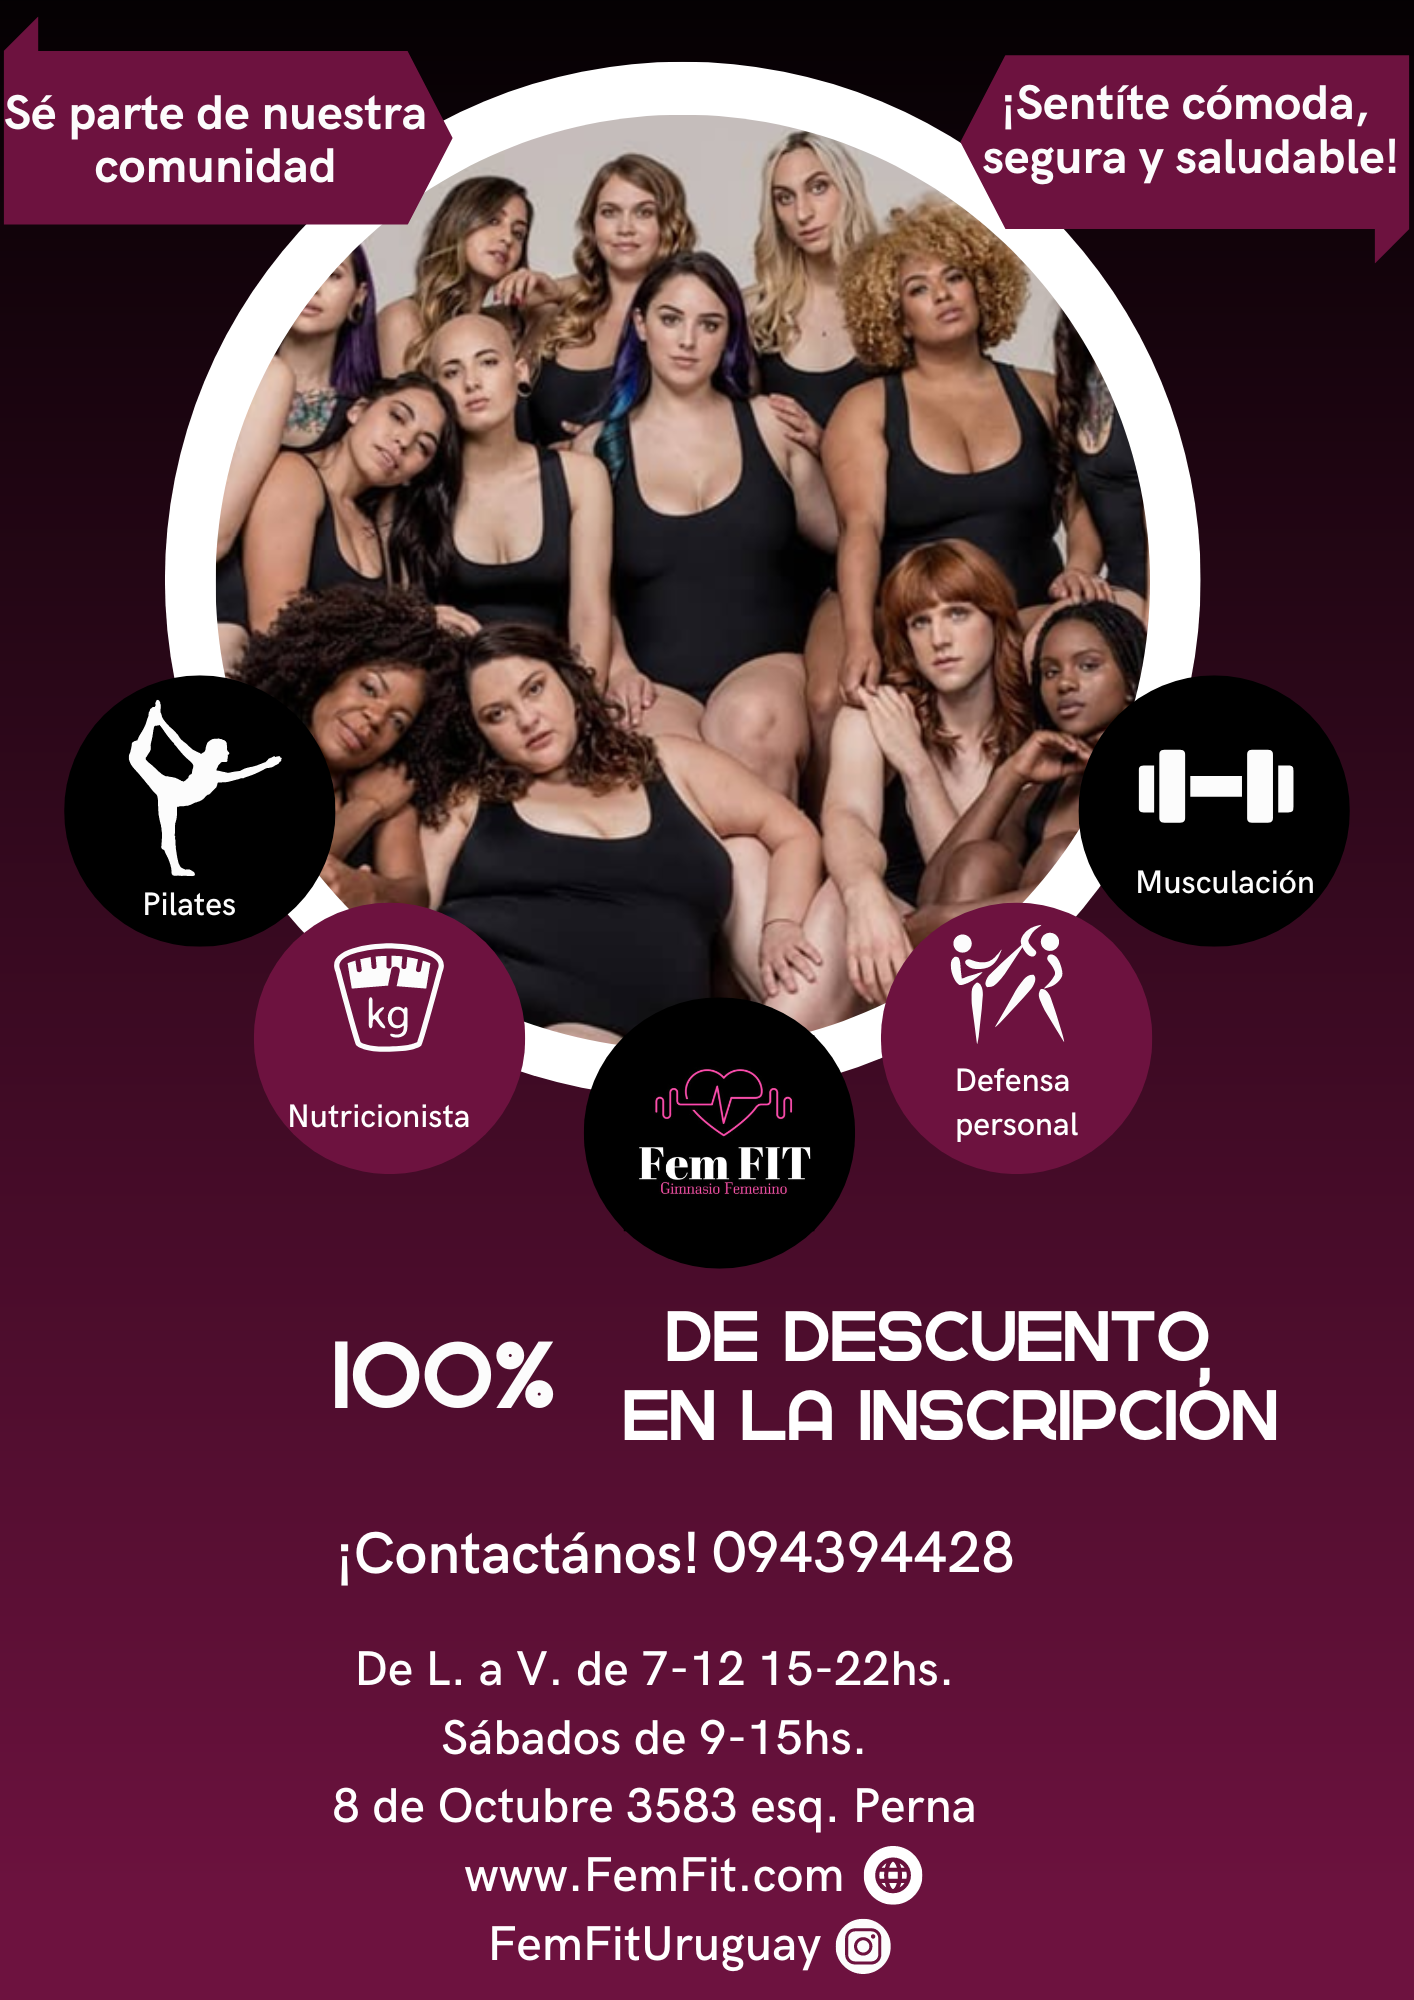 Sé parte de nuestra
comunidad
¡Sentíte cómoda,
segura y saludable!
Pilates
Musculación
kg
Nutricionista
Defensa
personal
Fem FIT
Gimnasio Femenino
100%
DE DESCUENTO
EN LA INSCRIPCIÓN
¡Contactános! 094394428
De L. a V. de 7-12 15-22hs.
Sábados de 9-15hs.
8 de Octubre 3583 esq. Perna
www.FemFit.com
FemFitUruguay